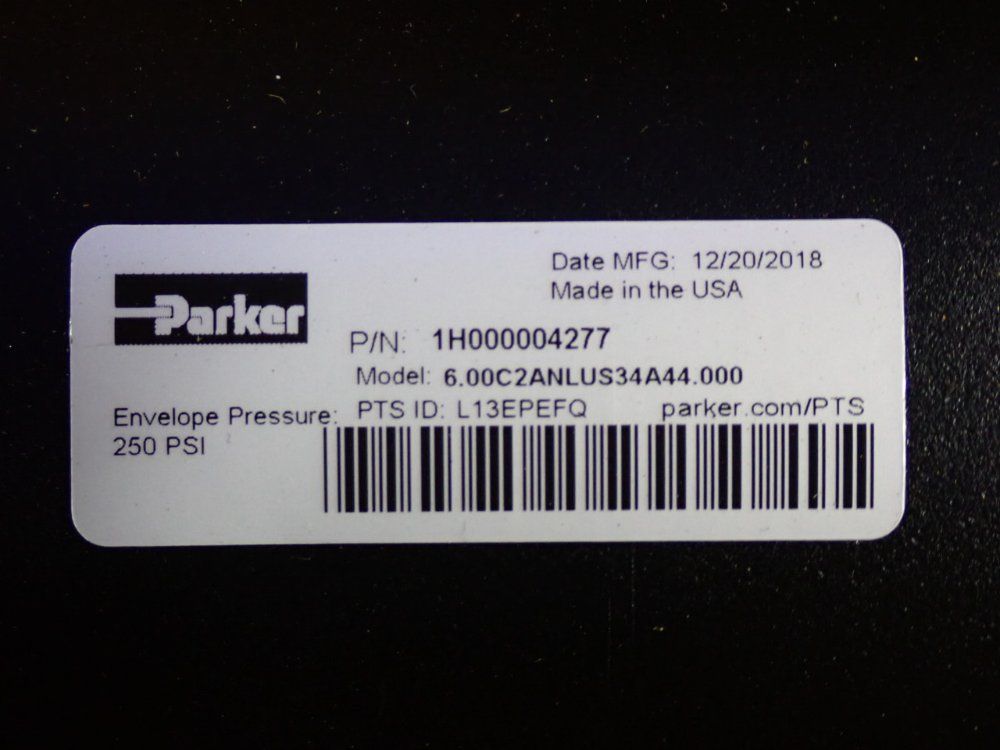 Date MFG: 12/20/2018
Made in the USA
Parker
P/N: 1H000004277
Model: 6.00C2ANLUS34A44.000
Envelope Pressure:
250 PSI
PTS ID: L13EPEFQ parker.com/PTS